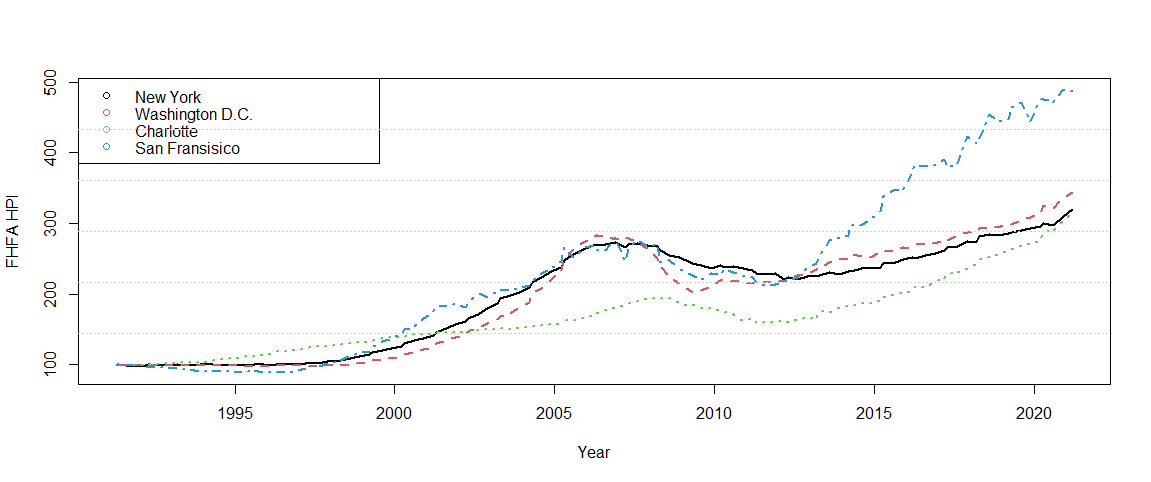 500
400
300
200
100
FHFA HPI
New York
Washington D.C.
Charlotte
San Fransisico
1995 2000 2005 2010 2015 2020
Year